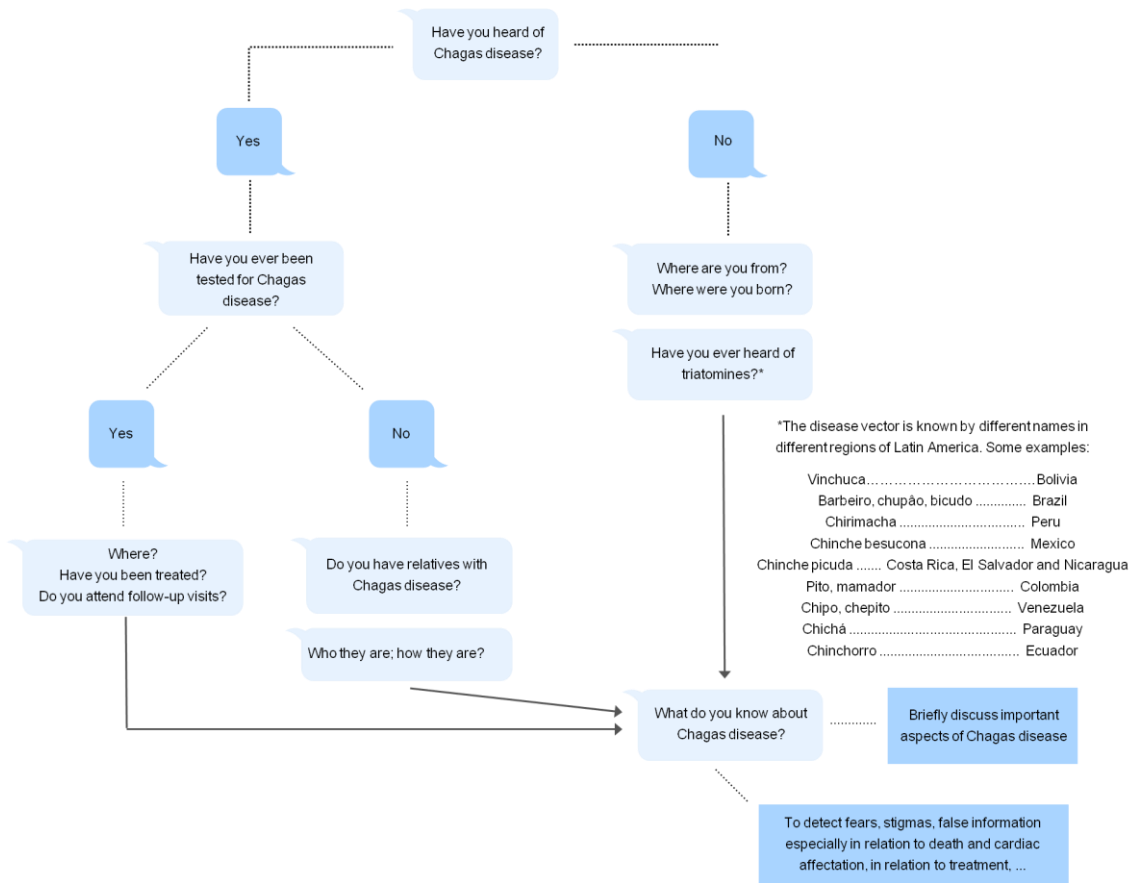 Have you heard of
Chagas disease?
Yes
No
Have you ever been
tested for Chagas
disease?
Where are you from?
Where were you born?
Have you ever heard of
triatomines?*
Yes
No
*The disease vector is known by different names in
different regions of Latin America. Some examples:
Vinchuca…………………………………..Bolivia
Barbeiro, chupâo, bicudo ............. Brazil
Chirimacha ................................ Peru
Chinche besucona ........................ Mexico
Chinche picuda ....... Costa Rica, El Salvador and Nicaragua
Pito, mamador ............................. Colombia
Chipo, chepito .............................. Venezuela
Chichá .......................................... Paraguay
Chinchorro ................................... Ecuador
Where?
Have you been treated?
Do you attend follow-up visits?
Do you have relatives with
Chagas disease?
Who they are; how they are?
What do you know about
Chagas disease?
Briefly discuss important
aspects of Chagas disease
To detect fears, stigmas, false information
especially in relation to death and cardiac
affectation, in relation to treatment, ...